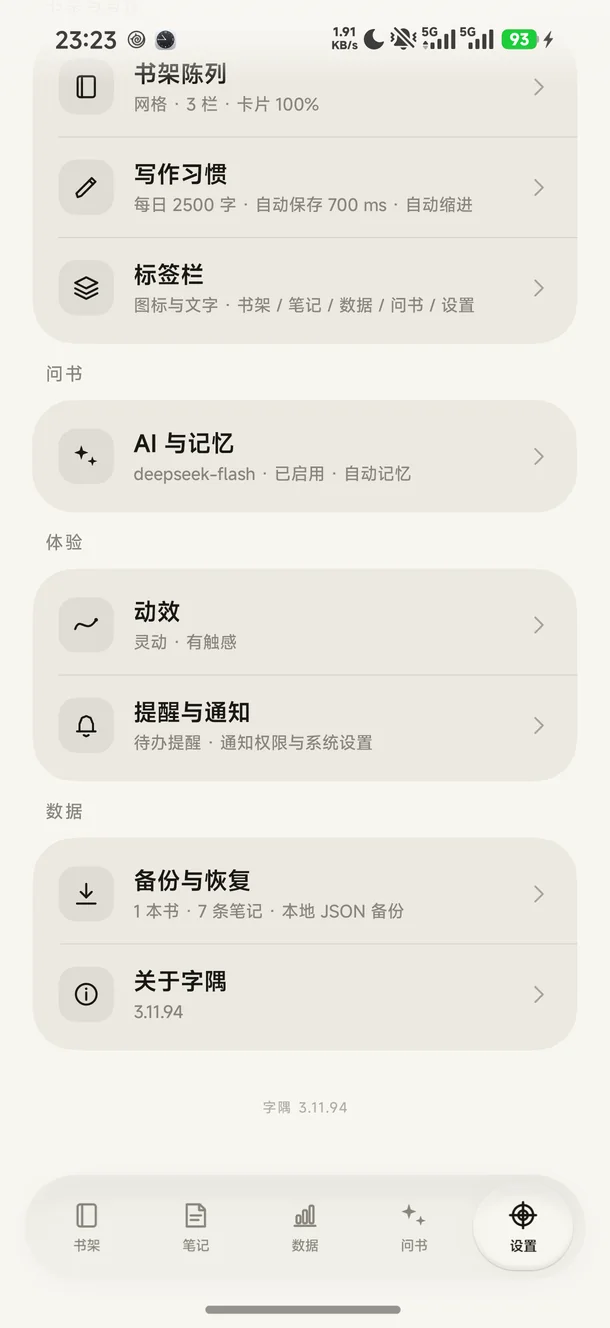 23:23
1.91 KB/s 5G 5G 93
书架陈列
网格 · 3 栏 · 卡片 100%
写作习惯
每日 2500 字 · 自动保存 700 ms · 自动缩进
标签栏
图标与文字 · 书架 / 笔记 / 数据 / 问书 / 设置
问书
AI 与记忆
deepseek-flash · 已启用 · 自动记忆
体验
动效
灵动 · 有触感
提醒与通知
待办提醒 · 通知权限与系统设置
数据
备份与恢复
1 本书 · 7 条笔记 · 本地 JSON 备份
关于字隅
3.11.94
字隅 3.11.94
书架
笔记
数据
问书
设置